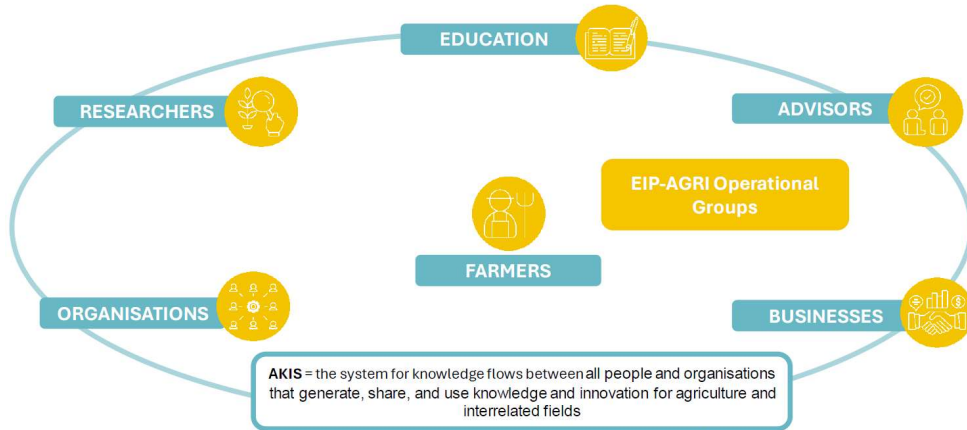 EDUCATION
RESEARCHERS
ADVISORS
EIP-AGRI Operational
Groups
FARMERS
ORGANISATIONS
BUSINESSES
AKIS = the system for knowledge flows between all people and organisations
that generate, share, and use knowledge and innovation for agriculture and
interrelated fields